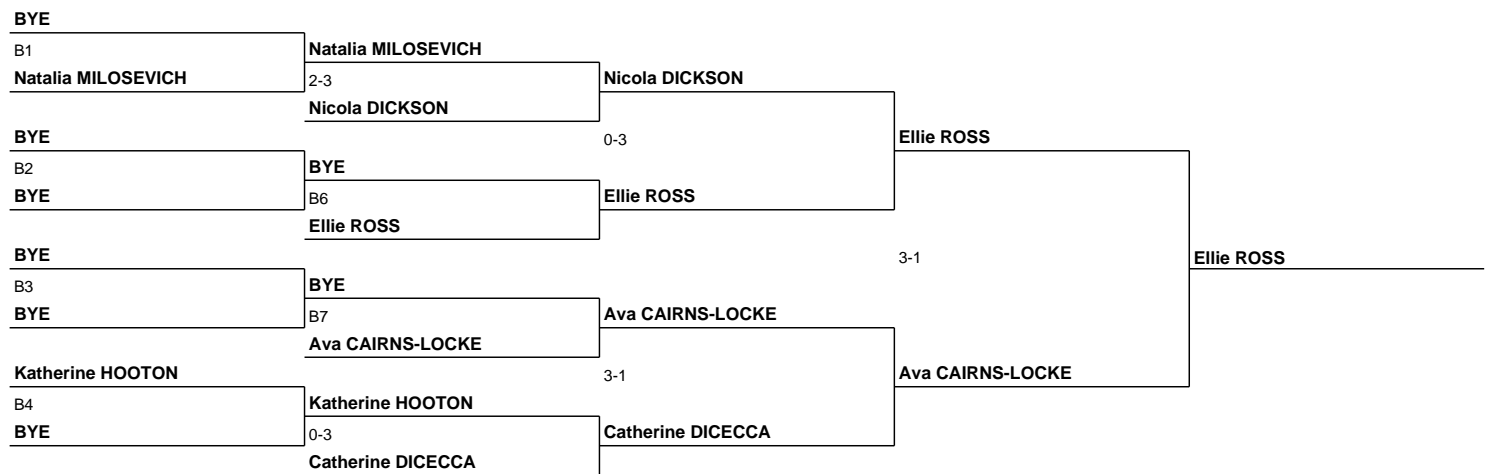 BYE
B1
Natalia MILOSEVICH
Natalia MILOSEVICH
2-3
Nicola DICKSON
Nicola DICKSON
BYE
0-3
Ellie ROSS
B2
BYE
BYE
B6
Ellie ROSS
Ellie ROSS
BYE
3-1
Ellie ROSS
B3
BYE
BYE
B7
Ava CAIRNS-LOCKE
Ava CAIRNS-LOCKE
Katherine HOOTON
3-1
Ava CAIRNS-LOCKE
B4
Katherine HOOTON
BYE
0-3
Catherine DICECCA
Catherine DICECCA